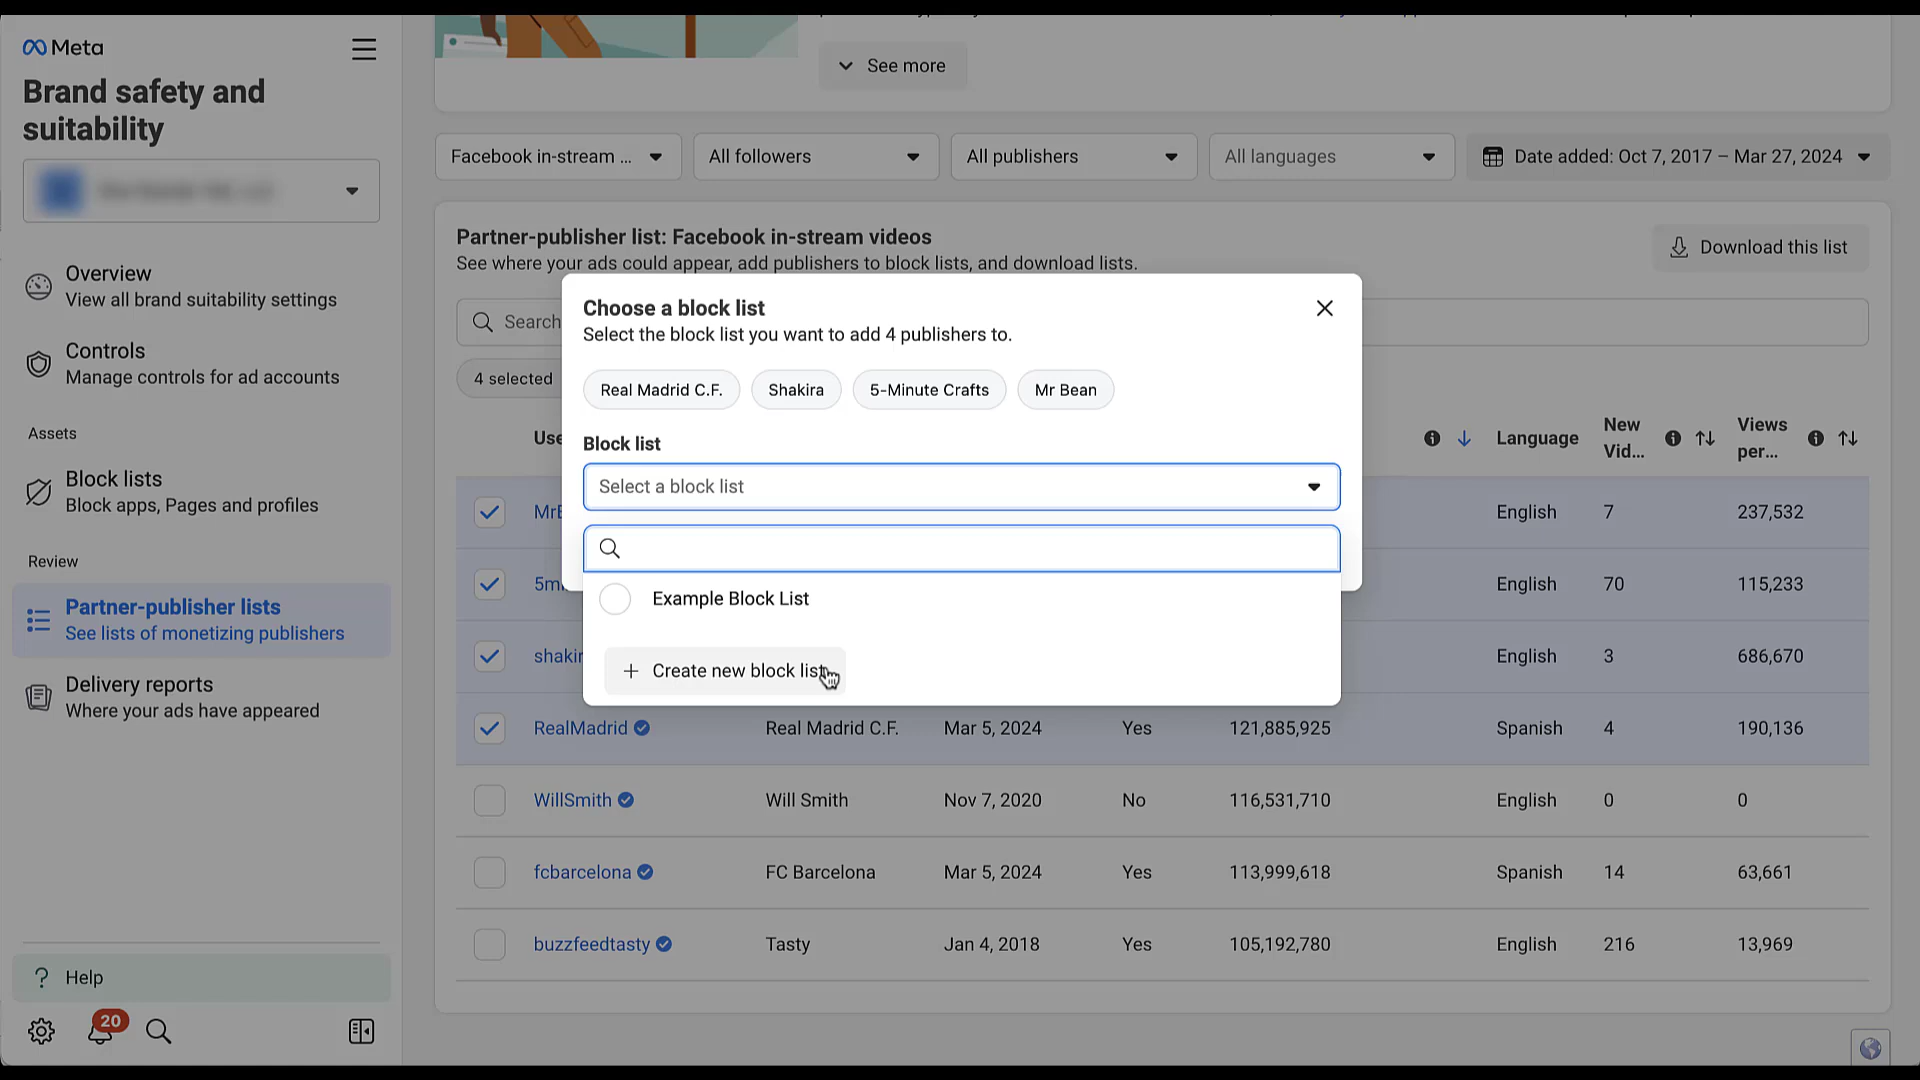 Meta
Brand safety and
suitability
Overview
View all brand suitability settings
Controls
Manage controls for ad accounts
Assets
Block lists
Block apps, Pages and profiles
Review
Partner-publisher lists
See lists of monetizing publishers
Delivery reports
Where your ads have appeared
Help
20
See more
Facebook in-stream ...
All followers
All publishers
All languages
Date added: Oct 7, 2017 – Mar 27, 2024
Partner-publisher list: Facebook in-stream videos
See where your ads could appear, add publishers to block lists, and download lists.
Download this list
Search
4 selected
Choose a block list
Select the block list you want to add 4 publishers to.
Real Madrid C.F. Shakira 5-Minute Crafts Mr Bean
Block list
Select a block list
Example Block List
+ Create new block list
Use Language New Vid... Views per...
MrB English 7 237,532
5m English 70 115,233
shakir English 3 686,670
RealMadrid Real Madrid C.F. Mar 5, 2024 Yes 121,885,925 Spanish 4 190,136
WillSmith Will Smith Nov 7, 2020 No 116,531,710 English 0 0
fcbarcelona FC Barcelona Mar 5, 2024 Yes 113,999,618 Spanish 14 63,661
buzzfeedtasty Tasty Jan 4, 2018 Yes 105,192,780 English 216 13,969